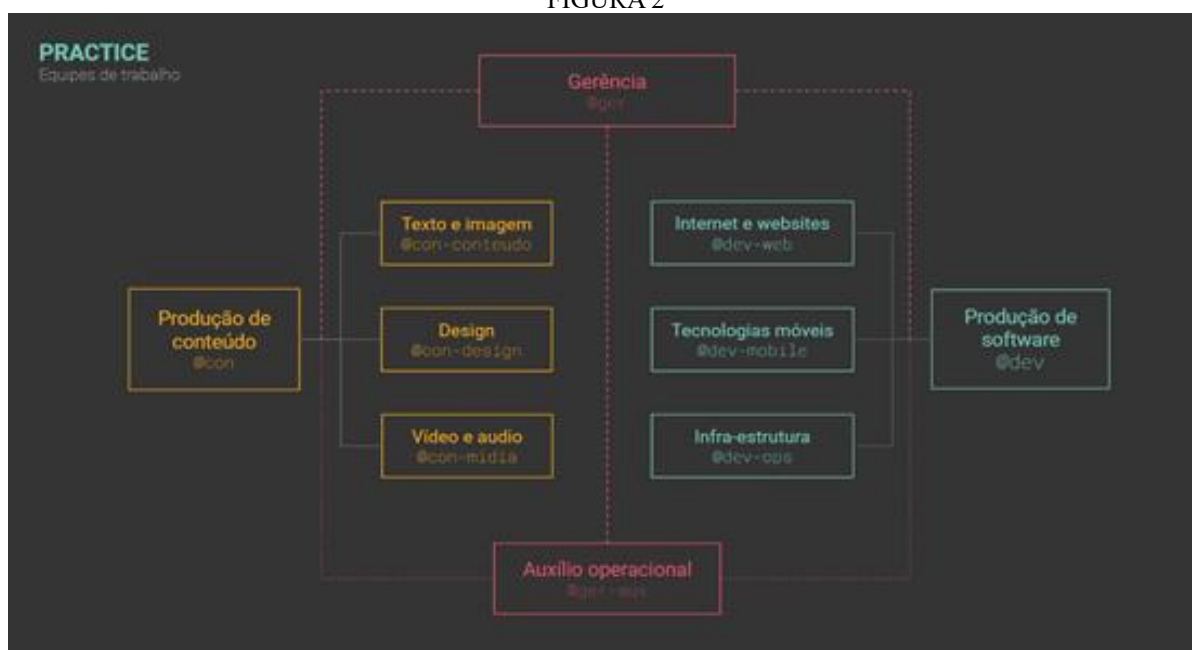 FIGURA 2
PRACTICE
Equipes de trabalho
Gerência
@ger
Texto e imagem
@con-conteudo
Design
@con-design
Vídeo e audio
@con-midia
Produção de
conteúdo
@con
Internet e websites
@dev-web
Tecnologias móveis
@dev-mobile
Infra-estrutura
@dev-ops
Produção de
software
@dev
Auxílio operacional
@ger-aux